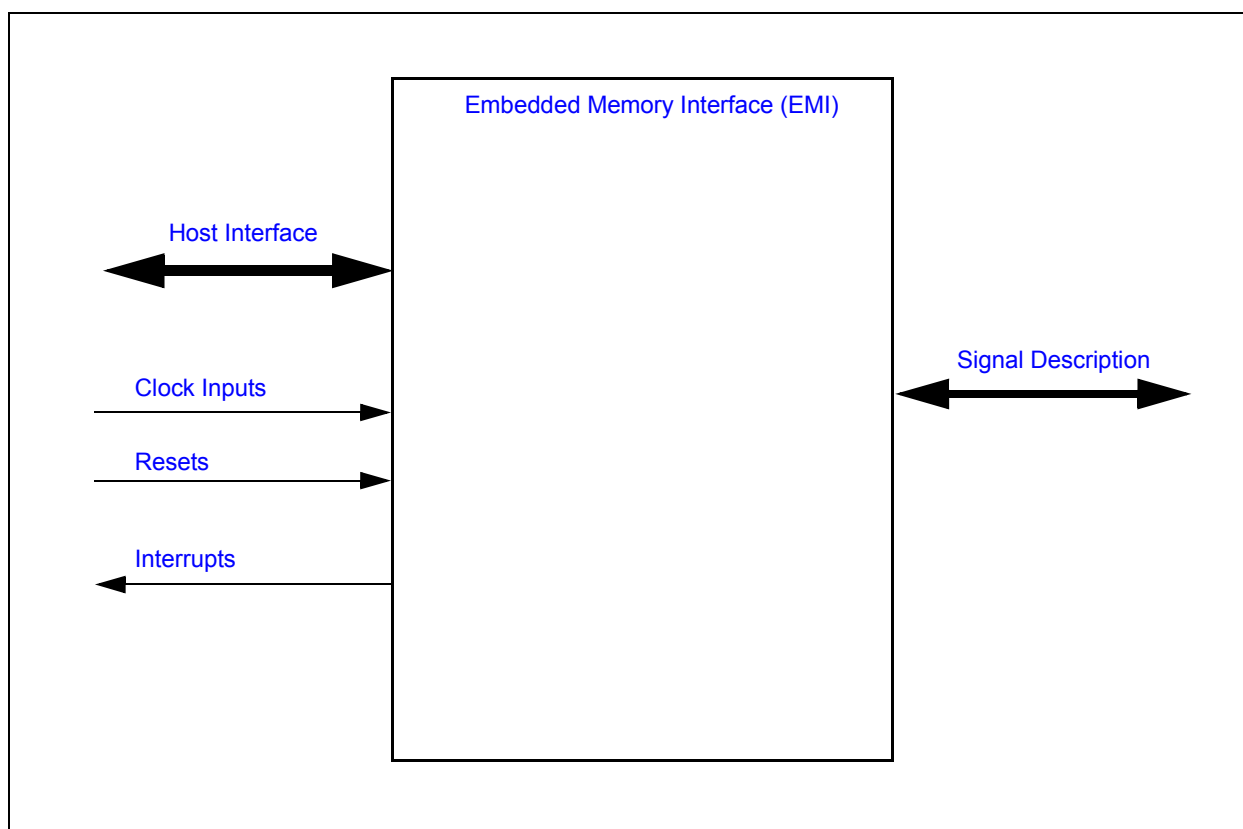 Embedded Memory Interface (EMI)
Host Interface
Signal Description
Clock Inputs
Resets
Interrupts